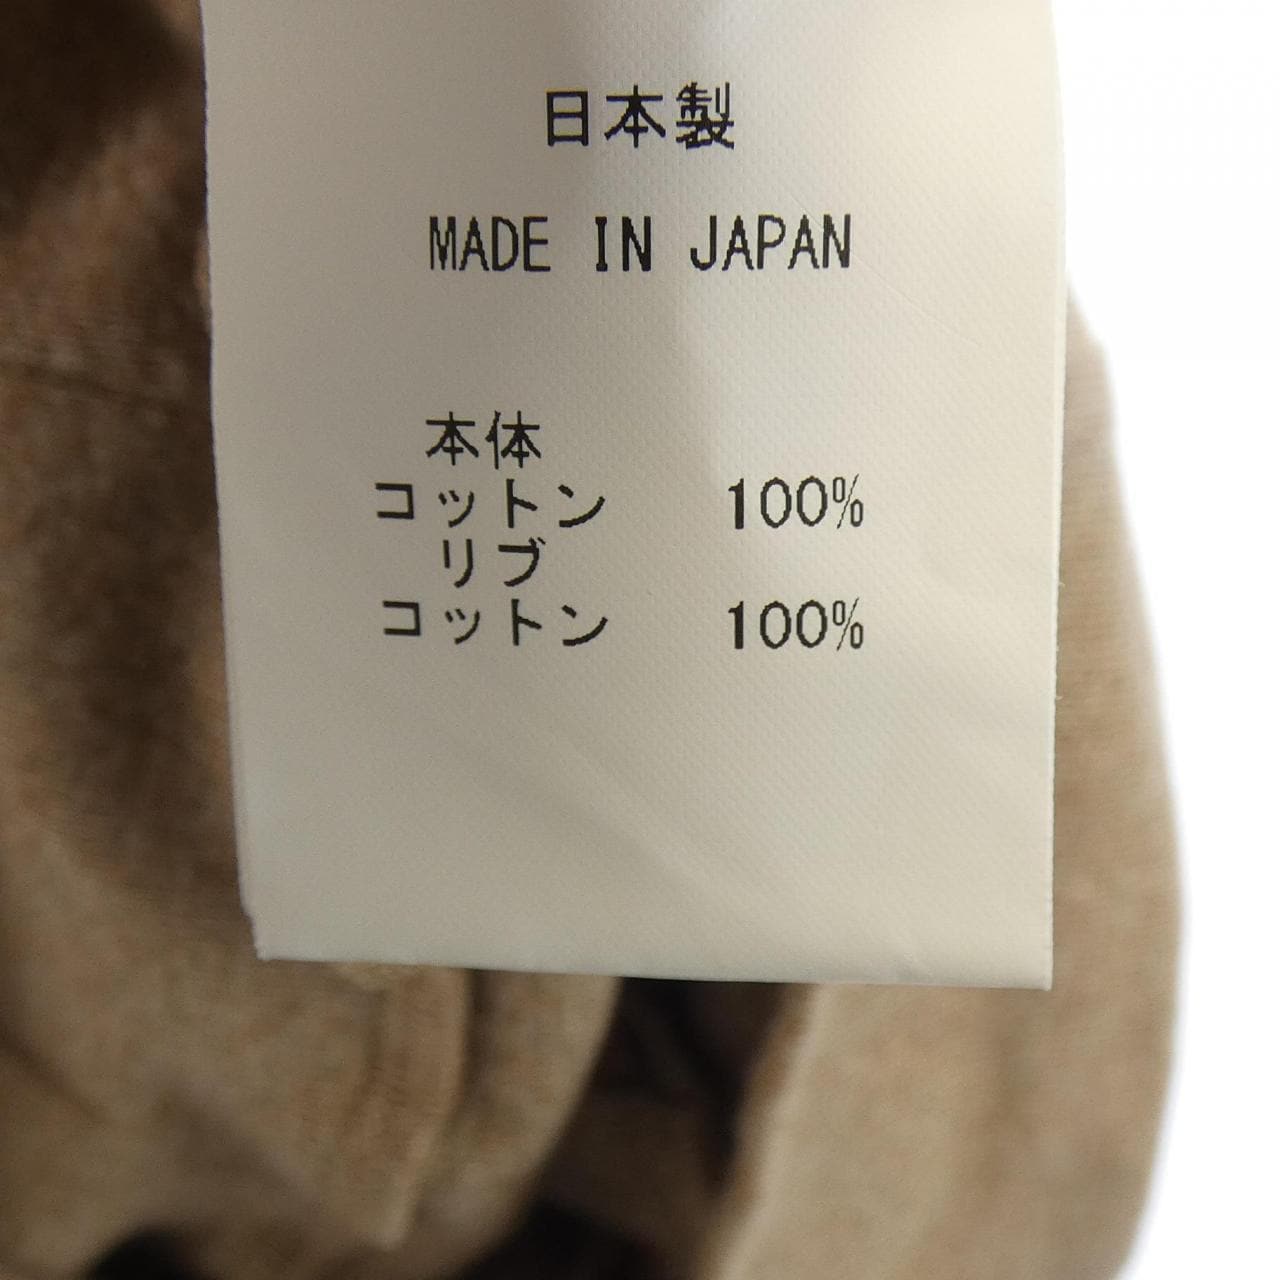 日本製
MADE IN JAPAN
本体
コットン 100%
リブ
コットン 100%